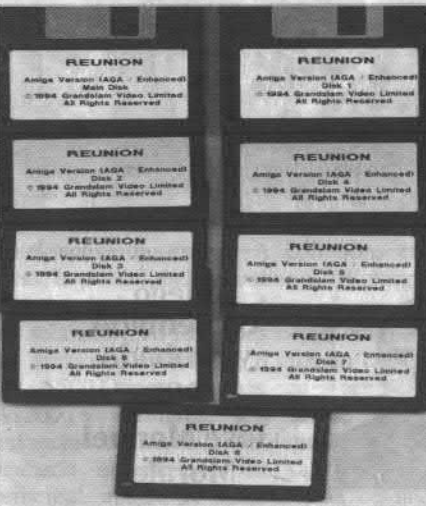 REUNION
Amiga Version (AGA / Enhanced)
Main Disk
© 1994 Grandslam Video Limited
All Rights Reserved
REUNION
Amiga Version (AGA / Enhanced)
Disk 1
© 1994 Grandslam Video Limited
All Rights Reserved
REUNION
Amiga Version (AGA / Enhanced)
Disk 2
© 1994 Grandslam Video Limited
All Rights Reserved
REUNION
Amiga Version (AGA / Enhanced)
Disk 4
© 1994 Grandslam Video Limited
All Rights Reserved
REUNION
Amiga Version (AGA / Enhanced)
Disk 3
© 1994 Grandslam Video Limited
All Rights Reserved
REUNION
Amiga Version (AGA / Enhanced)
Disk 5
© 1994 Grandslam Video Limited
All Rights Reserved
REUNION
Amiga Version (AGA / Enhanced)
Disk
© 1994 Grandslam Video Limited
All Rights Reserved
REUNION
Amiga Version (AGA / Enhanced)
Disk 7
© 1994 Grandslam Video Limited
All Rights Reserved
REUNION
Amiga Version (AGA / Enhanced)
Disk
© 1994 Grandslam Video Limited
All Rights Reserved